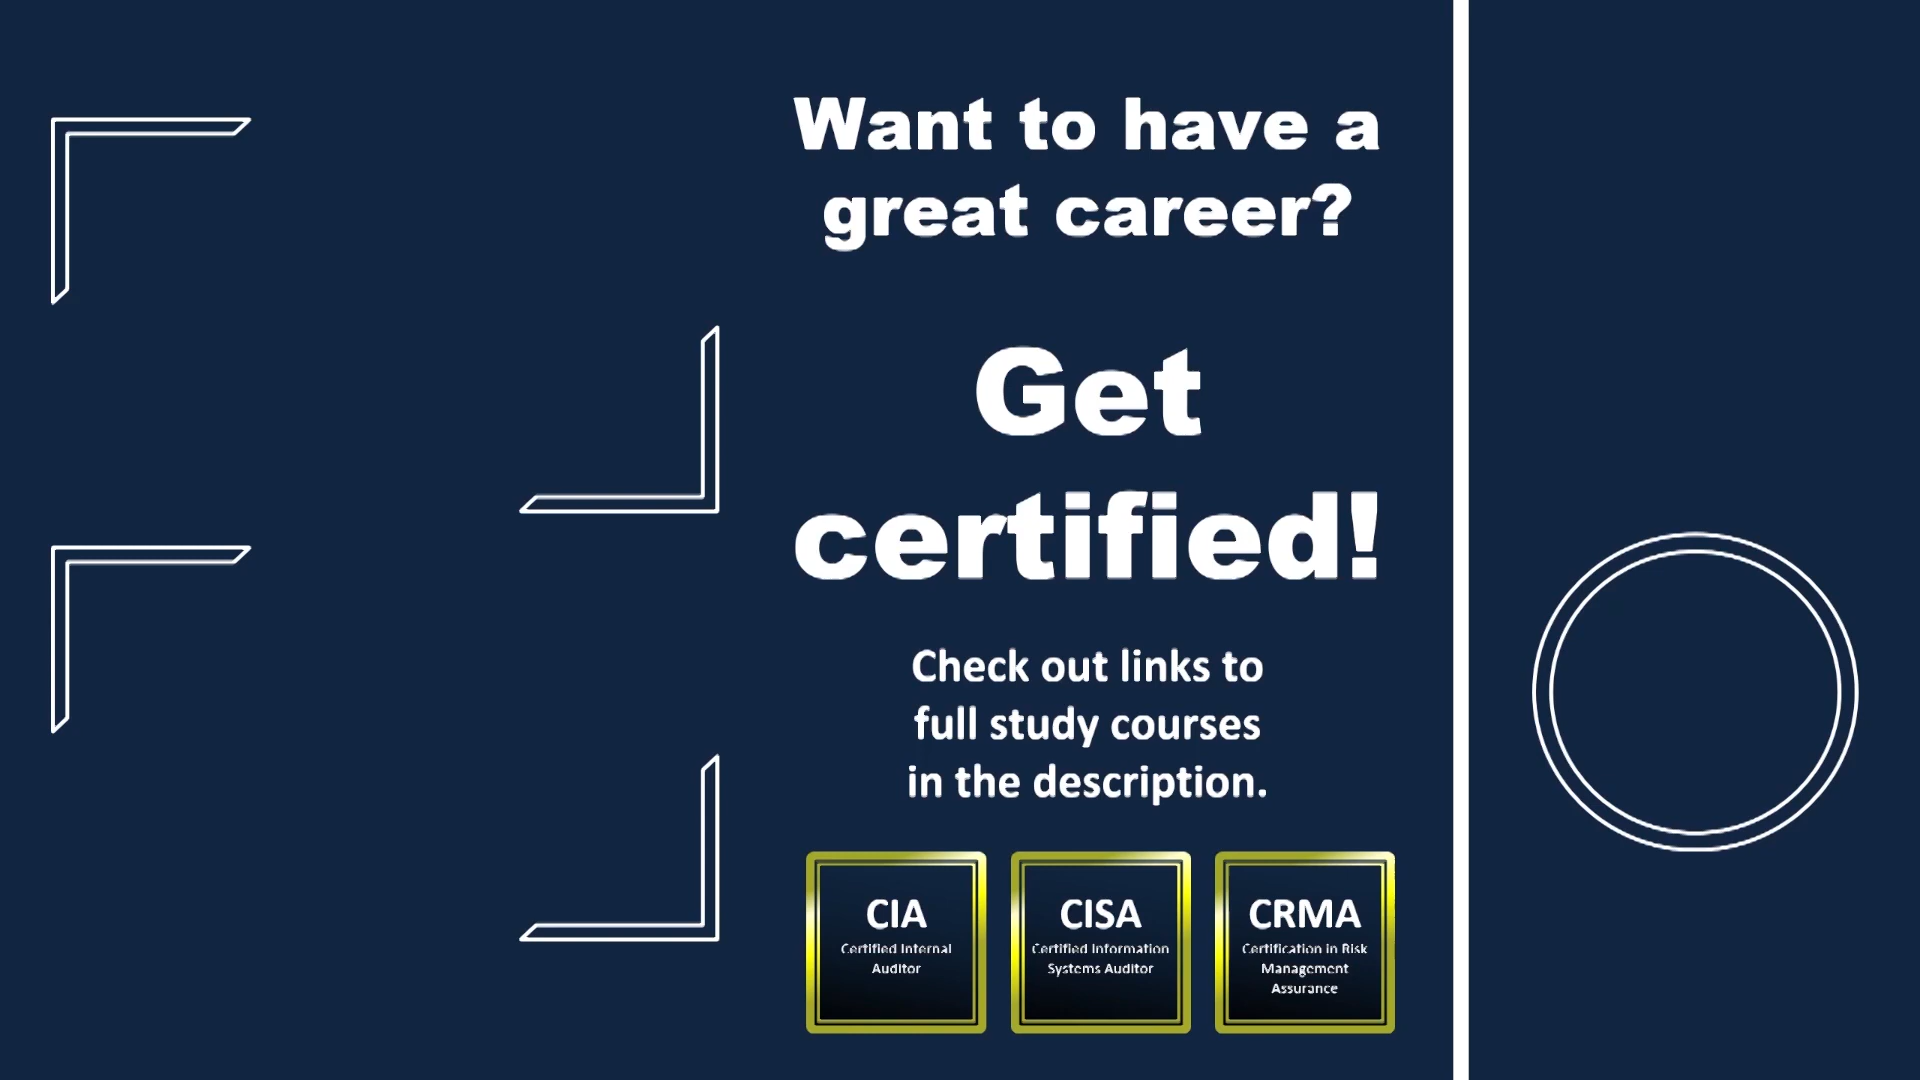 Want to have a
great career?
Get
certified!
Check out links to
full study courses
in the description.
CIA
Certified Internal
Auditor
CISA
Certified Information
Systems Auditor
CRMA
Certification in Risk
Management
Assurance